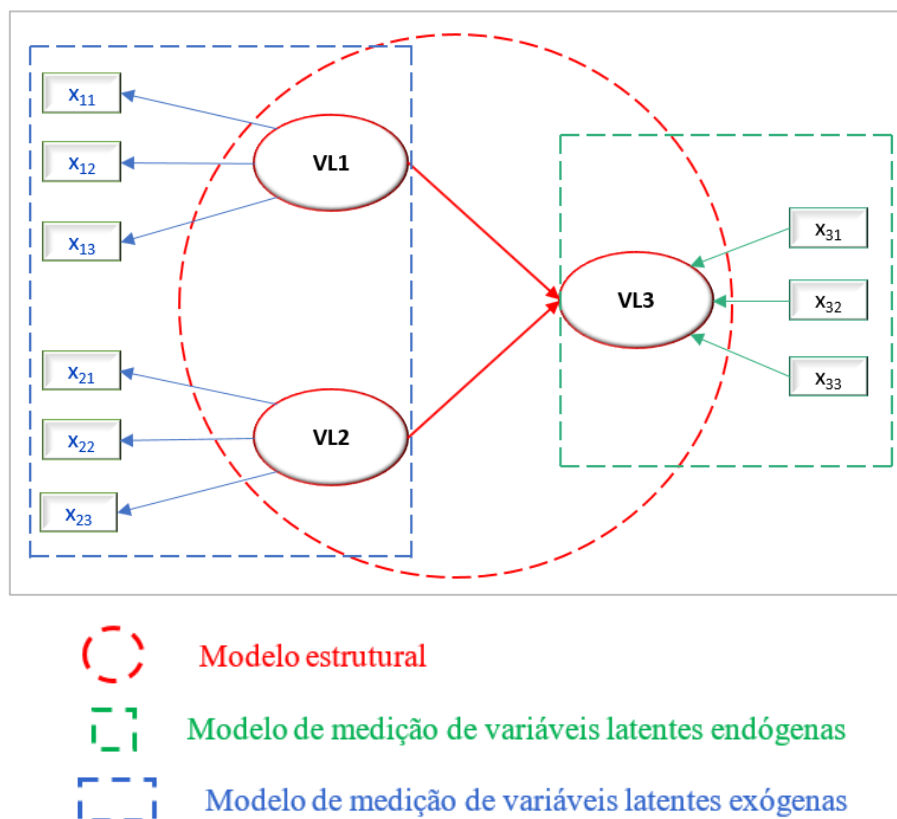 x₁₁
x₁₂
x₁₃
VL1
x₂₁
x₂₂
x₂₃
VL2
VL3
x₃₁
x₃₂
x₃₃
Modelo estrutural
Modelo de medição de variáveis latentes endógenas
Modelo de medição de variáveis latentes exógenas